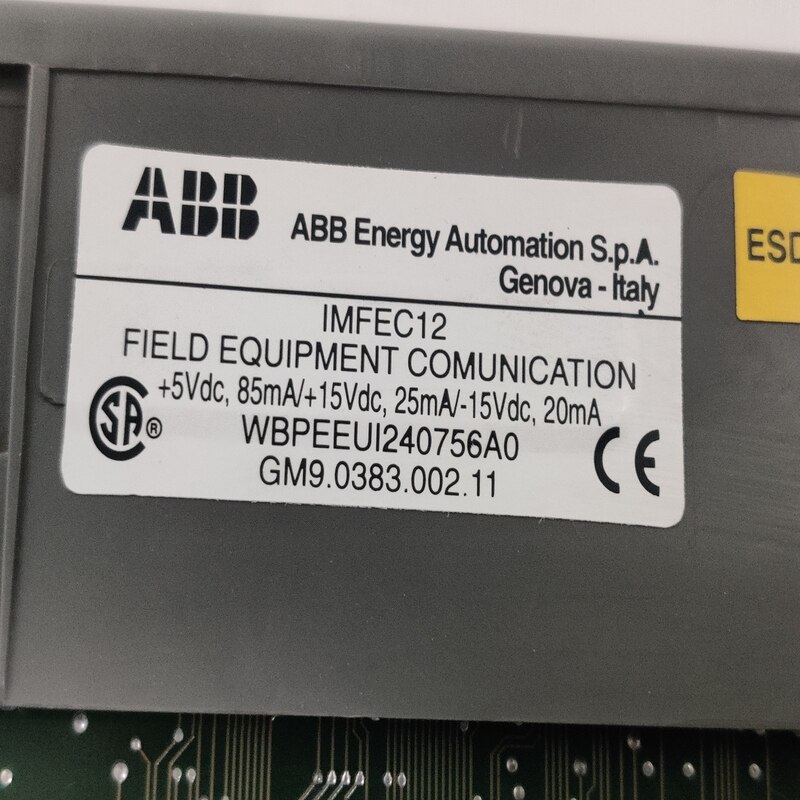 ABB
ABB Energy Automation S.p.A.
Genova - Italy
IMFEC12
FIELD EQUIPMENT COMUNICATION
+5Vdc, 85mA/+15Vdc, 25mA/-15Vdc, 20mA
SA ®
WBPEEUI240756A0
CE
GM9.0383.002.11
ESD